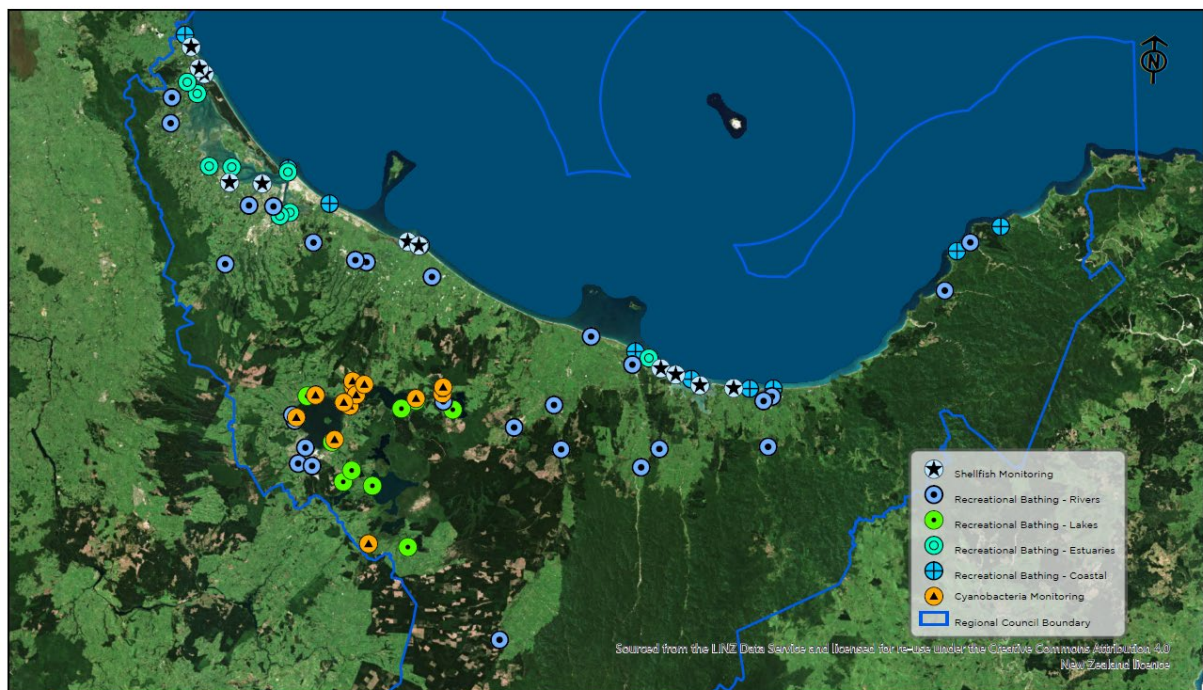 N
Shellfish Monitoring
Recreational Bathing - Rivers
Recreational Bathing - Lakes
Recreational Bathing - Estuaries
Recreational Bathing - Coastal
Cyanobacteria Monitoring
Regional Council Boundary
Sourced from the LINZ Data Service and licensed for re-use under the Creative Commons Attribution 4.0
New Zealand licence